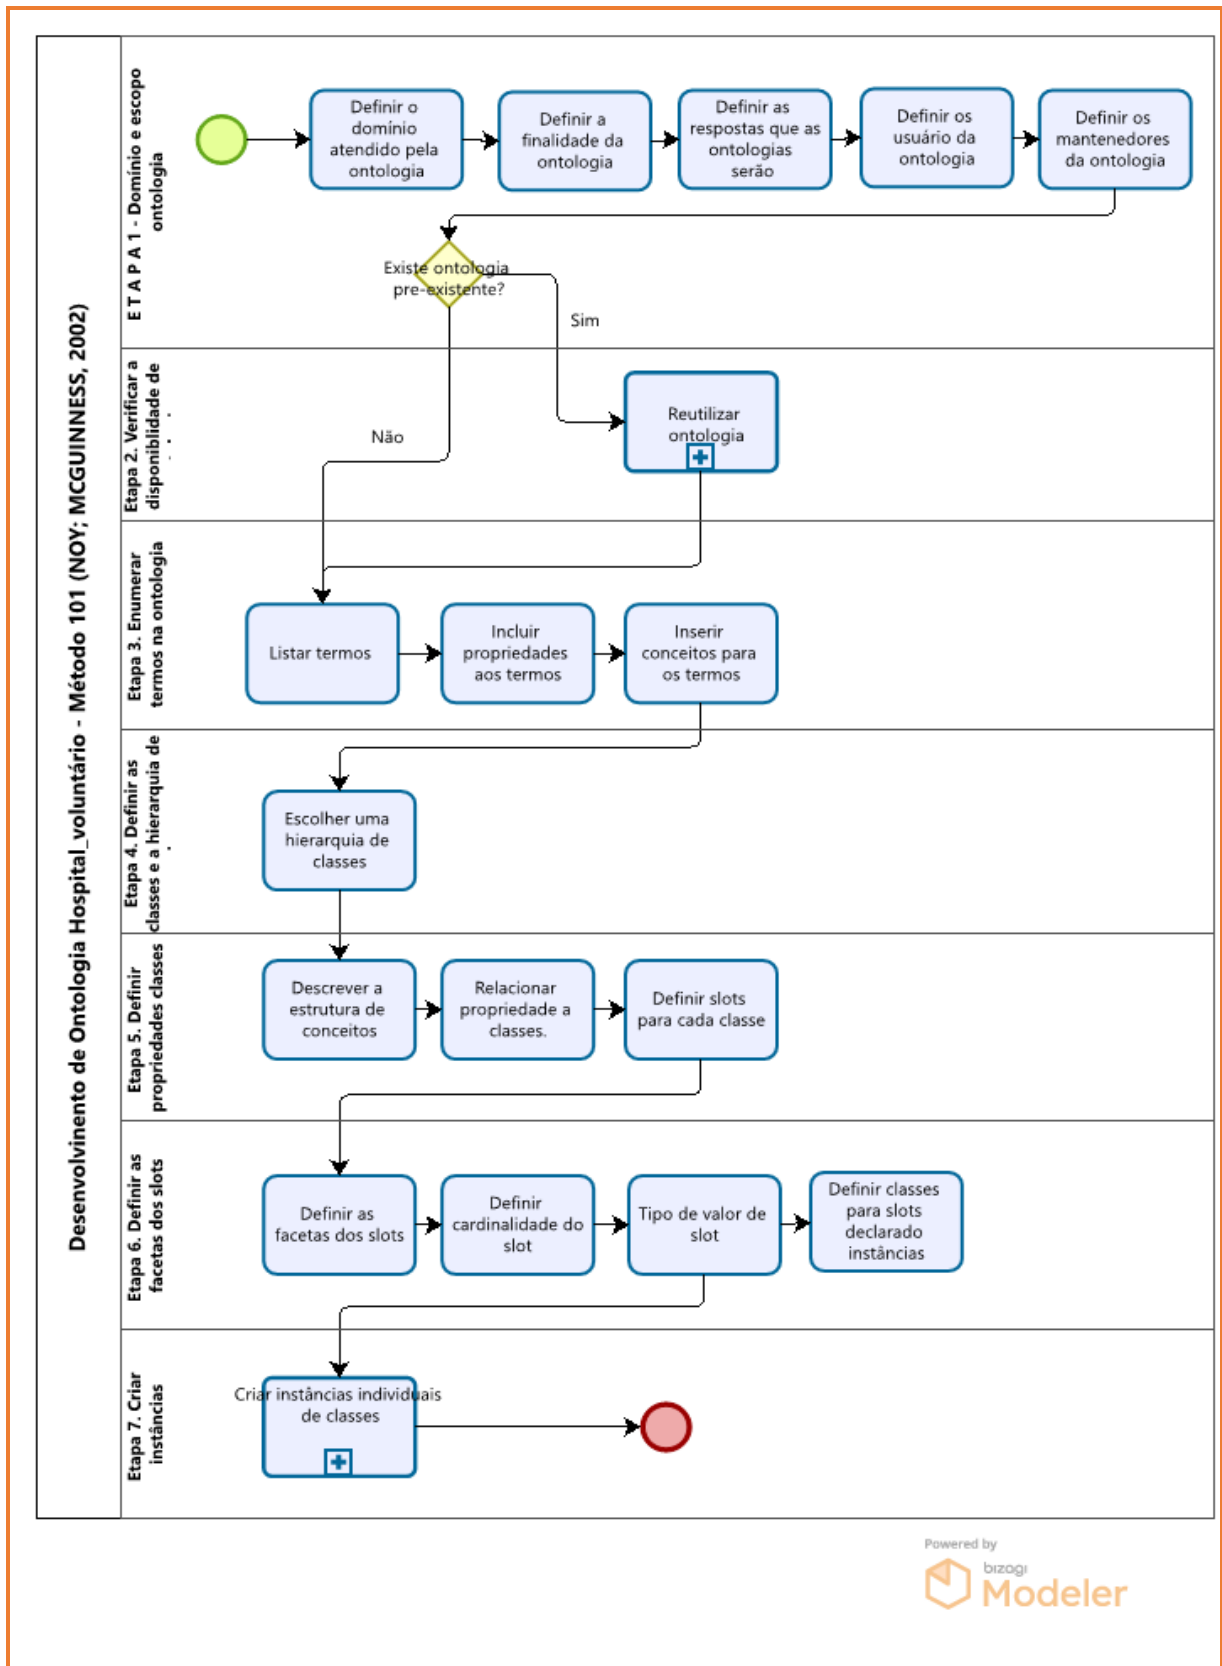 Desenvolvinento de Ontologia Hospital_voluntário - Método 101 (NOY; MCGUINNESS, 2002)
E T A P A 1 - Domínio e escopo
ontologia
Definir o
domínio
atendido pela
ontologia
Definir a
finalidade da
ontologia
Definir as
respostas que as
ontologias
serão
Definir os
usuário da
ontologia
Definir os
mantenedores
da ontologia
Existe ontologia
pre-existente?
Sim
Etapa 2. Verificar a
disponiblidade de
Não
Reutilizar
ontologia
Etapa 3. Enumerar
termos na ontologia
Listar termos
Incluir
propriedades
aos termos
Inserir
conceitos para
os termos
Etapa 4. Definir as
classes e a hierarquia de
Escolher uma
hierarquia de
classes
Etapa 5. Definir
propriedades classes
Descrever a
estrutura de
conceitos
Relacionar
propriedade a
classes.
Definir slots
para cada classe
Etapa 6. Definir as
facetas dos slots
Definir as
facetas dos slots
Definir
cardinalidade do
slot
Tipo de valor de
slot
Definir classes
para slots
declarado
instâncias
Etapa 7. Criar
instâncias
Criar instâncias individuais
de classes
Powered by
bizagi
Modeler